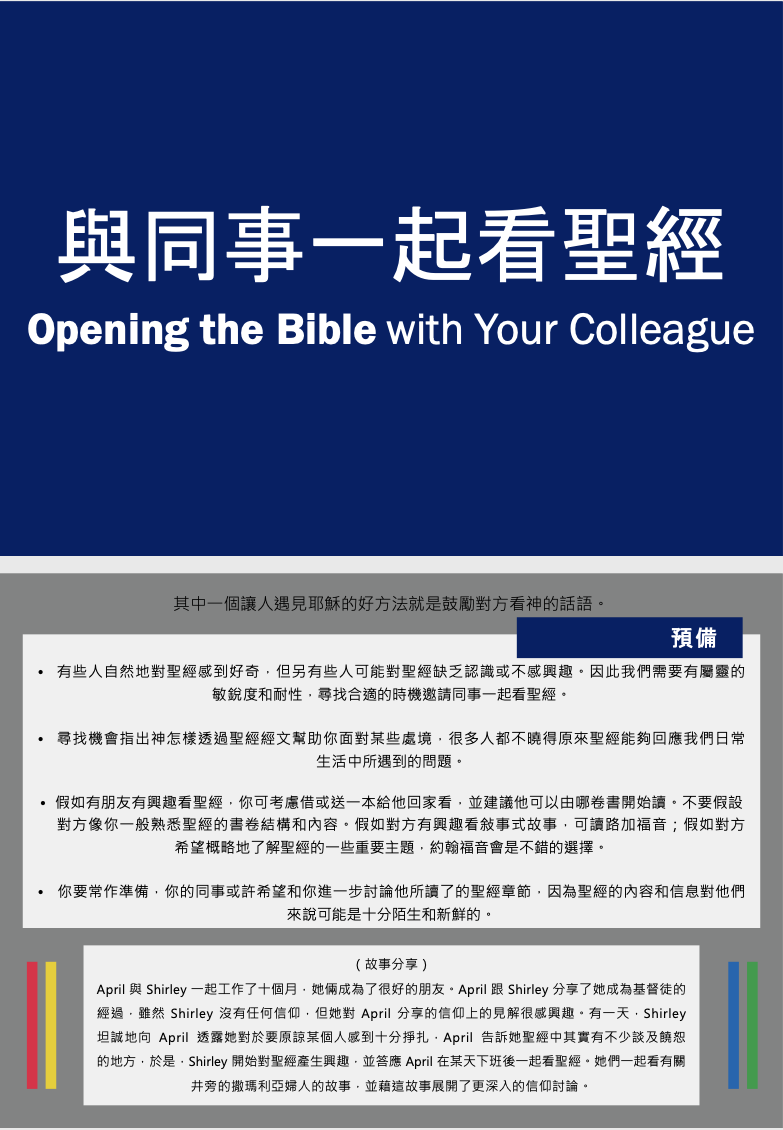 與同事一起看聖經
Opening the Bible with Your Colleague
其中一個讓人遇見耶穌的好方法就是鼓勵對方看神的話語。
預備
• 有些人自然地對聖經感到好奇，但另有些人可能對聖經缺乏認識或不感興趣。因此我們需要有屬靈的
敏銳度和耐性，尋找合適的時機邀請同事一起看聖經。
• 尋找機會指出神怎樣透過聖經經文幫助你面對某些處境，很多人都不曉得原來聖經能夠回應我們日常
生活中所遇到的問題。
• 假如有朋友有興趣看聖經，你可考慮借或送一本給他回家看，並建議他可以由哪卷書開始讀。不要假設
對方像你一般熟悉聖經的書卷結構和內容。假如對方有興趣看敍事式故事，可讀路加福音；假如對方
希望概略地了解聖經的一些重要主題，約翰福音會是不錯的選擇。
• 你要常作準備，你的同事或許希望和你進一步討論他所讀了的聖經章節，因為聖經的內容和信息對他們
來說可能是十分陌生和新鮮的。
（故事分享）
April 與 Shirley 一起工作了十個月，她倆成為了很好的朋友。April 跟 Shirley 分享了她成為基督徒的
經過，雖然 Shirley 沒有任何信仰，但她對 April 分享的信仰上的見解很感興趣。有一天，Shirley
坦誠地向 April 透露她對於要原諒某個人感到十分掙扎，April 告訴她聖經中其實有不少談及饒恕
的地方，於是，Shirley 開始對聖經產生興趣，並答應 April 在某天下班後一起看聖經。她們一起看有關
井旁的撒瑪利亞婦人的故事，並藉這故事展開了更深入的信仰討論。